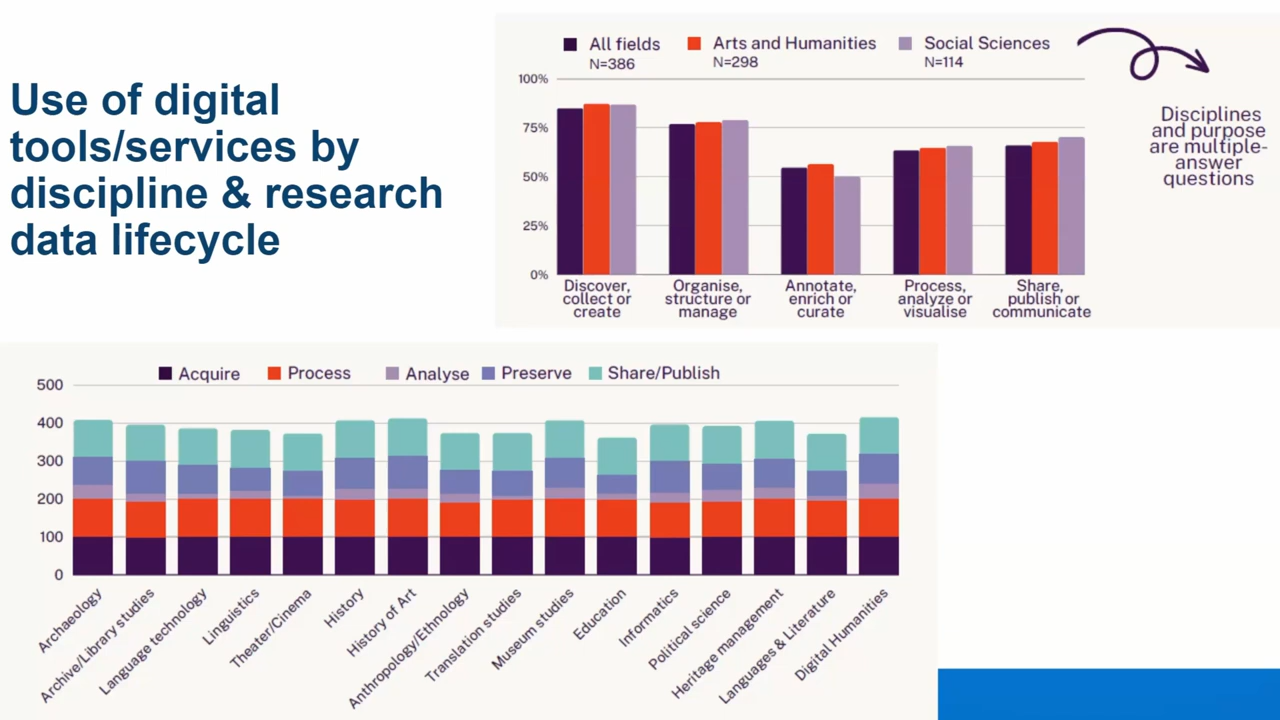 Use of digital
tools/services by
discipline & research
data lifecycle
All fields
N=386
Arts and Humanities
N=298
Social Sciences
N=114
100%
75%
50%
25%
0%
Discover,
collect or
create
Organise,
structure or
manage
Annotate,
enrich or
curate
Process,
analyze or
visualise
Share,
publish or
communicate
Disciplines
and purpose
are multiple-
answer
questions
Acquire
Process
Analyse
Preserve
Share/Publish
500
400
300
200
100
0
Archaeology
Archive/Library studies
Language technology
Linguistics
Theater/Cinema
History
History of Art
Anthropology/Ethnology
Translation studies
Museum studies
Education
Informatics
Political science
Heritage management
Languages & Literature
Digital Humanities